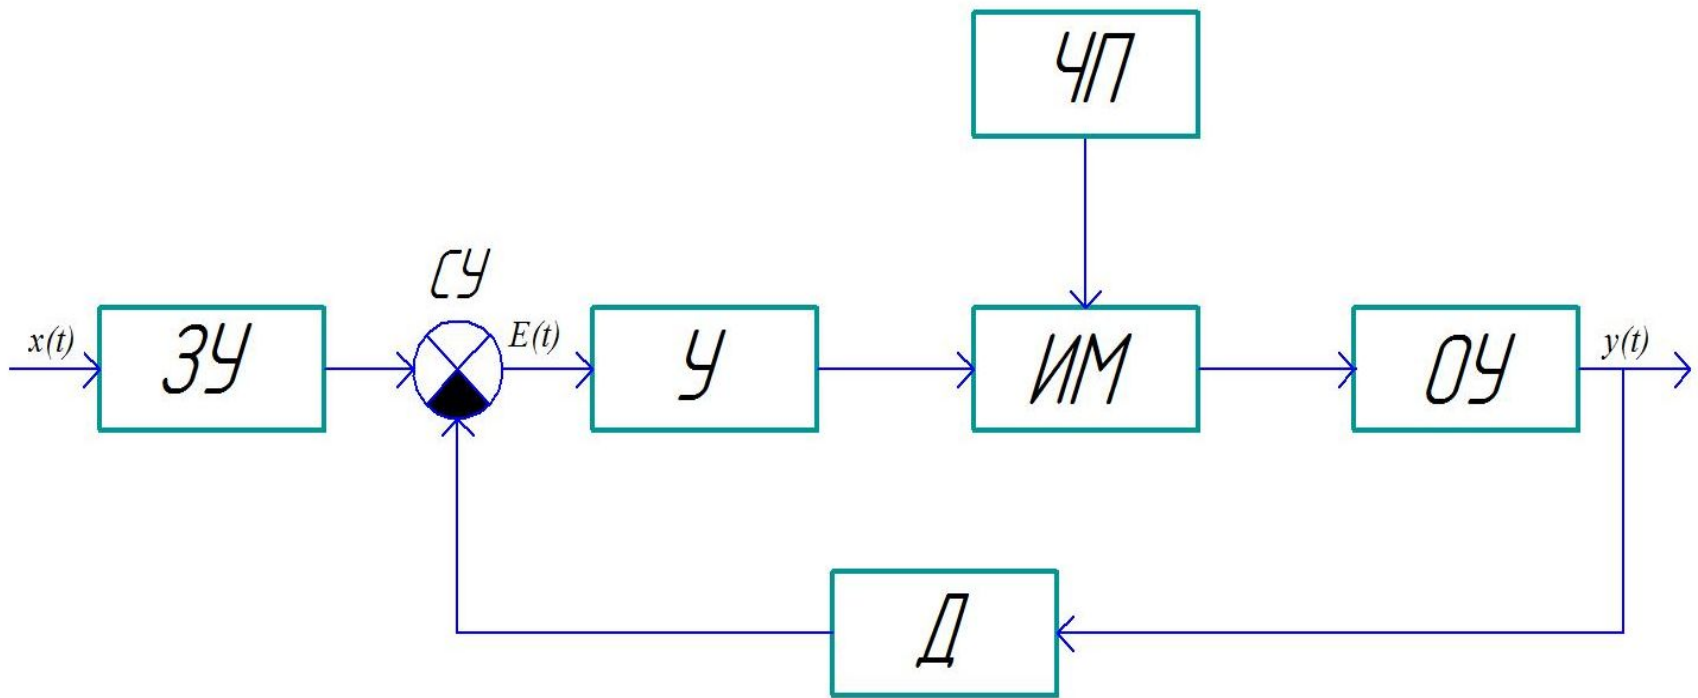 ЧП
СУ
x(t)
ЗУ
E(t)
У
ИМ
ОУ
y(t)
Д